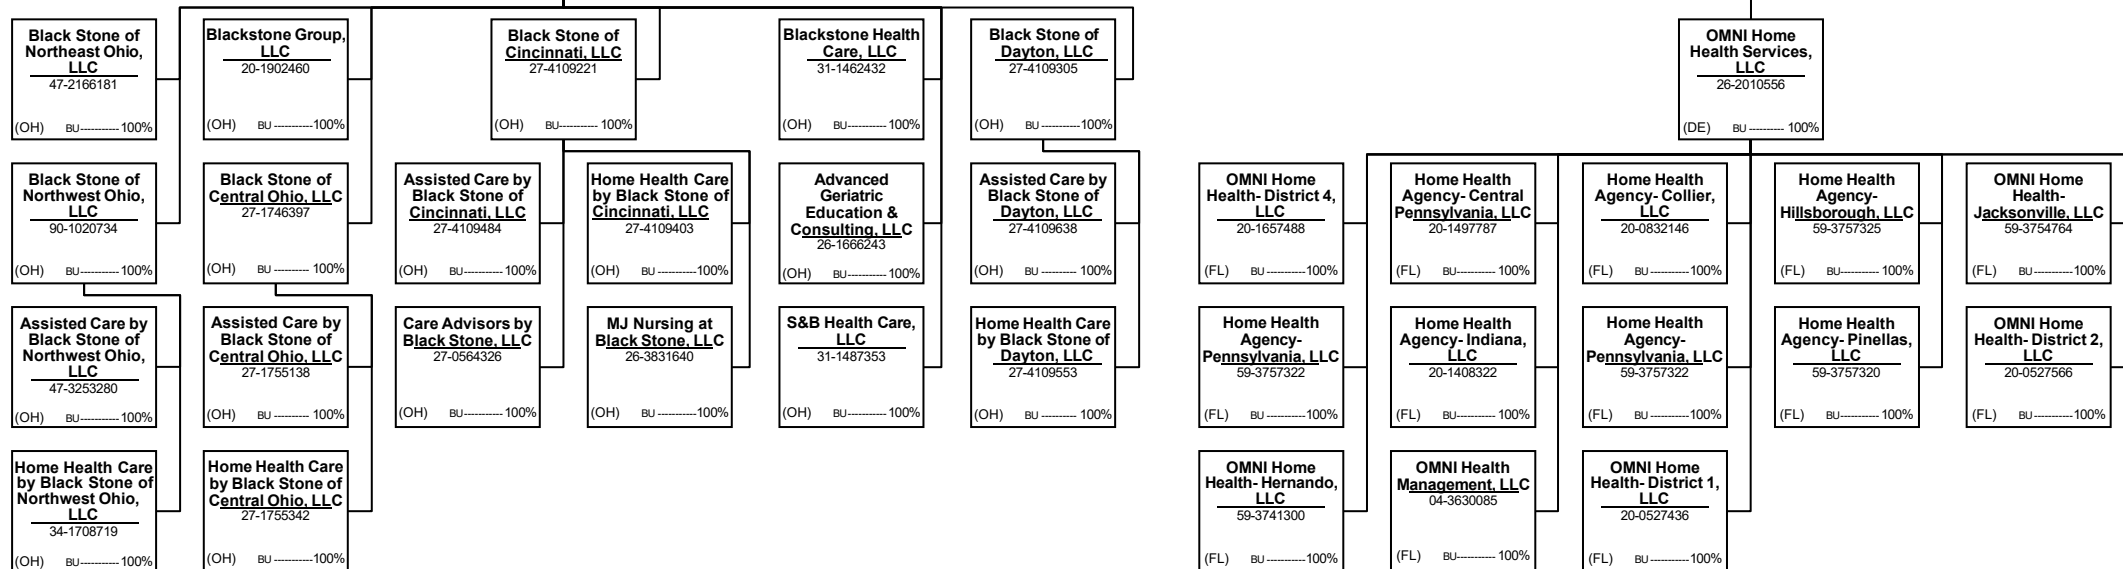 Black Stone of
Northeast Ohio,
LLC
47-2166181
(OH) BU----------- 100%
Blackstone Group,
LLC
20-1902460
(OH) BU -----------100%
Black Stone of
Cincinnati, LLC
27-4109221
(OH) BU----------- 100%
Blackstone Health
Care, LLC
31-1462432
(OH) BU----------- 100%
Black Stone of
Dayton, LLC
27-4109305
(OH) BU ---------- 100%
OMNI Home
Health Services,
LLC
26-2010556
(DE) BU ---------- 100%
Black Stone of
Northwest Ohio,
LLC
90-1020734
(OH) BU----------- 100%
Black Stone of
Central Ohio, LLC
27-1746397
(OH) BU ---------- 100%
Assisted Care by
Black Stone of
Cincinnati, LLC
27-4109484
(OH) BU----------- 100%
Home Health Care
by Black Stone of
Cincinnati, LLC
27-4109403
(OH) BU -----------100%
Advanced
Geriatric
Education &
Consulting, LLC
26-1666243
(OH) BU----------- 100%
Assisted Care by
Black Stone of
Dayton, LLC
27-4109638
(OH) BU -----------100%
OMNI Home
Health- District 4,
LLC
20-1657488
(FL) BU -----------100%
Home Health
Agency- Central
Pennsylvania, LLC
20-1497787
(FL) BU ---------- 100%
Home Health
Agency- Collier,
LLC
20-0832146
(FL) BU ---------- 100%
Home Health
Agency-
Hillsborough, LLC
59-3757325
(FL) BU----------- 100%
OMNI Home
Health-
Jacksonville, LLC
59-3754764
(FL) BU -----------100%
Assisted Care by
Black Stone of
Northwest Ohio,
LLC
47-3253280
(OH) BU----------- 100%
Assisted Care by
Black Stone of
Central Ohio, LLC
27-1755138
(OH) BU ---------- 100%
Care Advisors by
Black Stone, LLC
27-0564326
(OH) BU----------- 100%
MJ Nursing at
Black Stone, LLC
26-3831640
(OH) BU ---------- 100%
S&B Health Care,
LLC
31-1487353
(OH) BU----------- 100%
Home Health Care
by Black Stone of
Dayton, LLC
27-4109553
(OH) BU ---------- 100%
Home Health
Agency-
Pennsylvania, LLC
59-3757322
(FL) BU -----------100%
Home Health
Agency- Indiana,
LLC
20-1408322
(FL) BU ---------- 100%
Home Health
Agency-
Pennsylvania, LLC
59-3757322
(FL) BU ---------- 100%
Home Health
Agency- Pinellas,
LLC
59-3757320
(FL) BU----------- 100%
OMNI Home
Health- District 2,
LLC
20-0527566
(FL) BU -----------100%
Home Health Care
by Black Stone of
Northwest Ohio,
LLC
34-1708719
(OH) BU----------- 100%
Home Health Care
by Black Stone of
Central Ohio, LLC
27-1755342
(OH) BU -----------100%
OMNI Home
Health- Hernando,
LLC
59-3741300
(FL) BU -----------100%
OMNI Health
Management, LLC
04-3630085
(FL) BU----------- 100%
OMNI Home
Health- District 1,
LLC
20-0527436
(FL) BU ---------- 100%